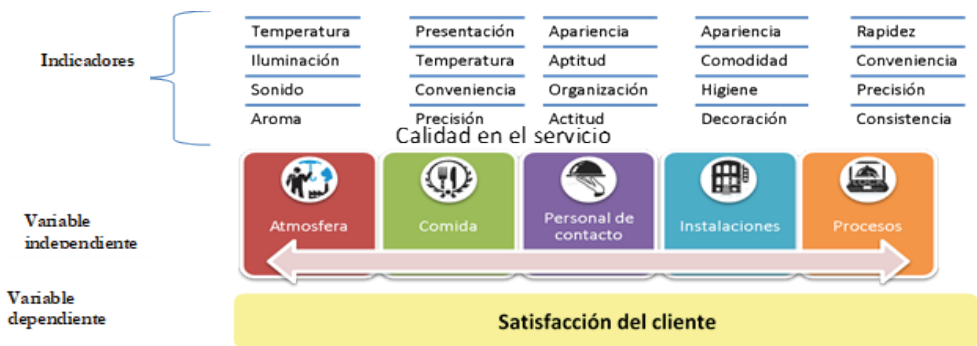 Indicadores
Temperatura Presentación Apariencia Apariencia Rapidez
Iluminación Temperatura Aptitud Comodidad Conveniencia
Sonido Conveniencia Organización Higiene Precisión
Aroma Precisión Actitud Decoración Consistencia
Calidad en el servicio
Variable
independiente
Atmosfera Comida Personal de
contacto Instalaciones Procesos
Variable
dependiente
Satisfacción del cliente